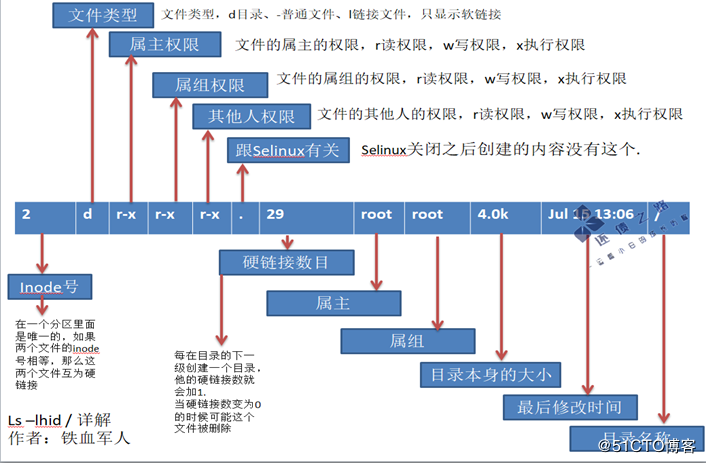 文件类型
文件类型，d目录、-普通文件、l链接文件，只显示软链接
属主权限
文件的属主的权限，r读权限，w写权限，x执行权限
属组权限
文件的属组的权限，r读权限，w写权限，x执行权限
其他人权限
文件的其他人的权限，r读权限，w写权限，x执行权限
跟Selinux有关
Selinux关闭之后创建的内容没有这个.
2 d r-x r-x r-x . 29 root root 4.0k Jul 15 13:06 /
逐梦之路
Inode号
硬链接数目
属主
属组
目录本身的大小
最后修改时间
目录名称
在一个分区里面
是唯一的，如果
两个文件的inode
号相等，那么这
两个文件互为硬
链接
每在目录的下一
级创建一个目录，
他的硬链接数就
会加1.
当硬链接数变为0
的时候可能这个
文件被删除
Ls –lhid / 详解
作者：铁血军人
@51CTO博客